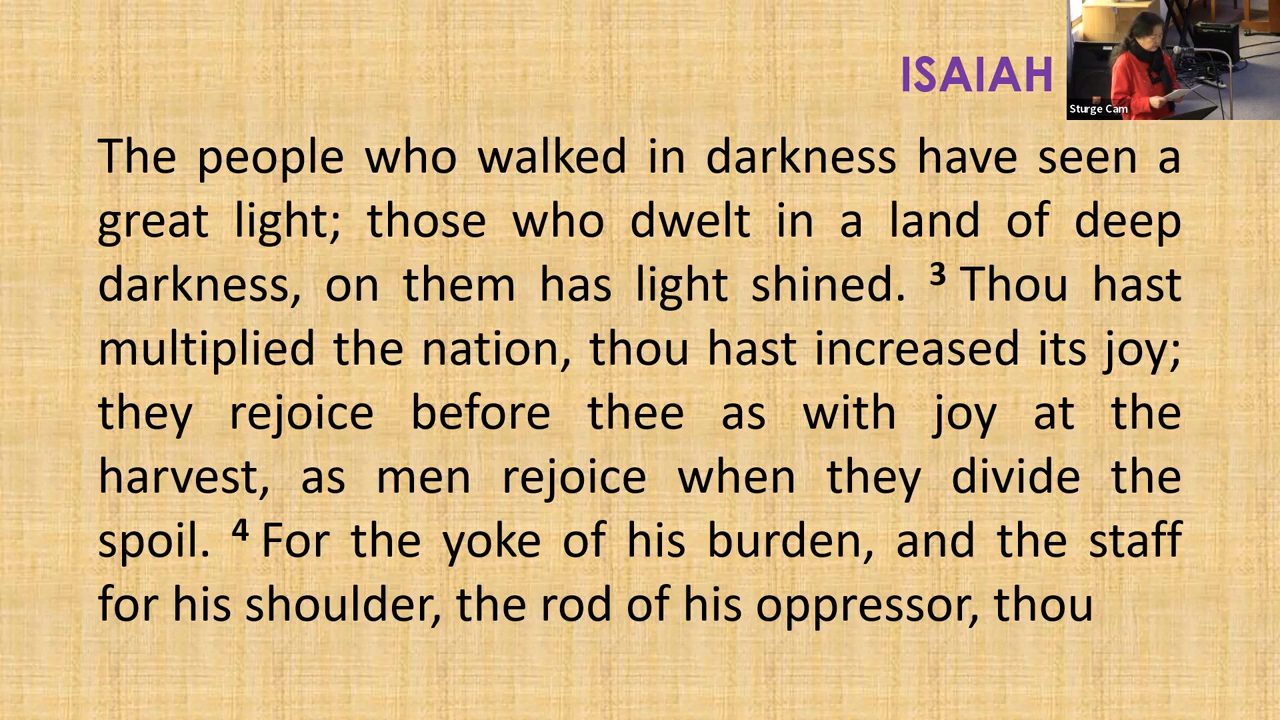 ISAIAH
Sturge Cam
The people who walked in darkness have seen a
great light; those who dwelt in a land of deep
darkness, on them has light shined. ³ Thou hast
multiplied the nation, thou hast increased its joy;
they rejoice before thee as with joy at the
harvest, as men rejoice when they divide the
spoil. ⁴ For the yoke of his burden, and the staff
for his shoulder, the rod of his oppressor, thou